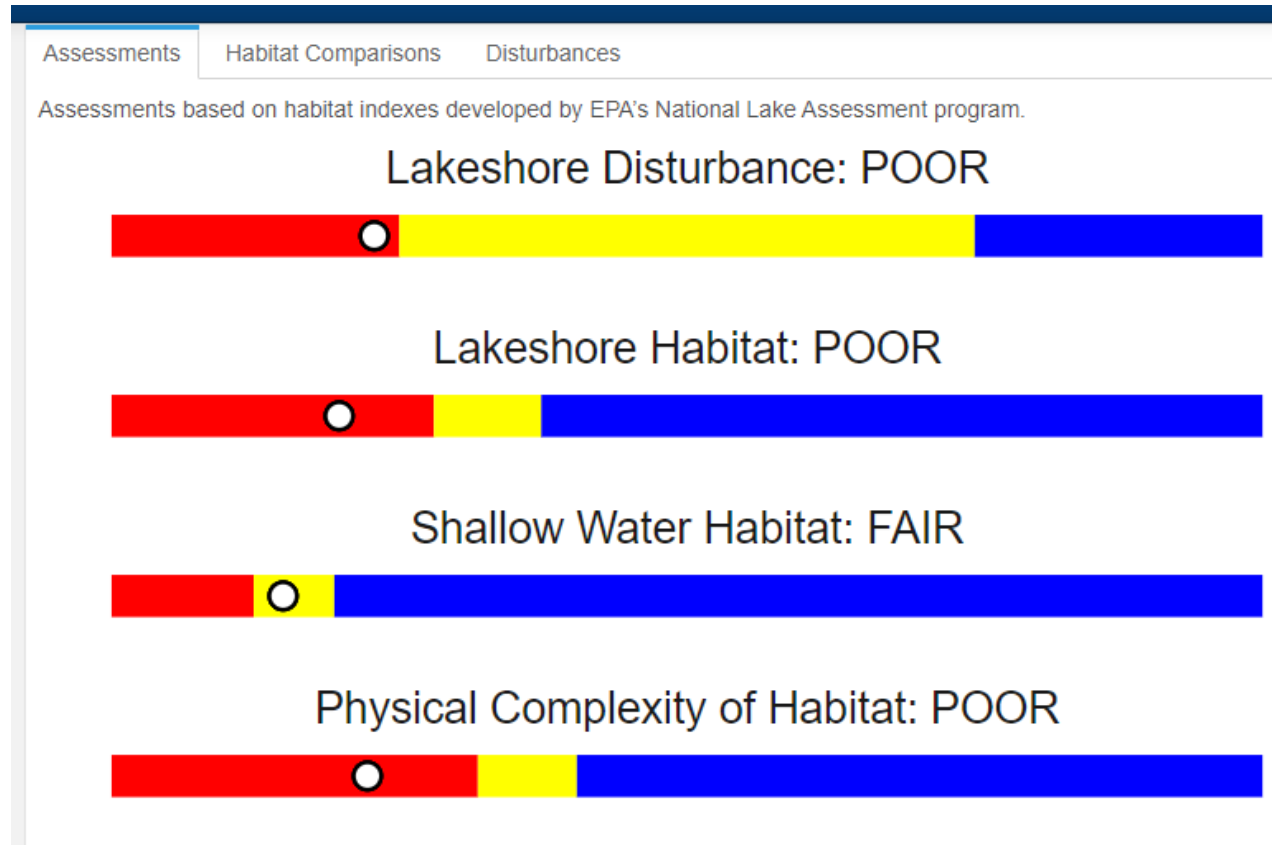 Assessments Habitat Comparisons Disturbances
Assessments based on habitat indexes developed by EPA’s National Lake Assessment program.
Lakeshore Disturbance: POOR
Lakeshore Habitat: POOR
Shallow Water Habitat: FAIR
Physical Complexity of Habitat: POOR